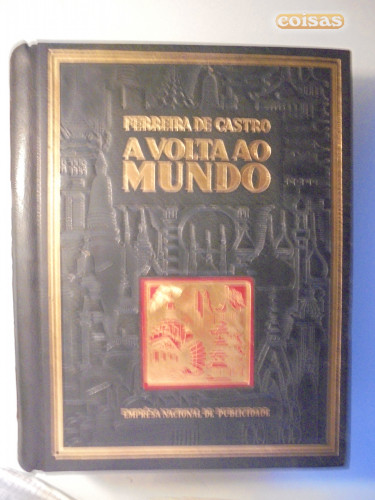 coisas
FERREIRA DE CASTRO
A VOLTA AO
MUNDO
EMPRESA NACIONAL DE PUBLICIDADE